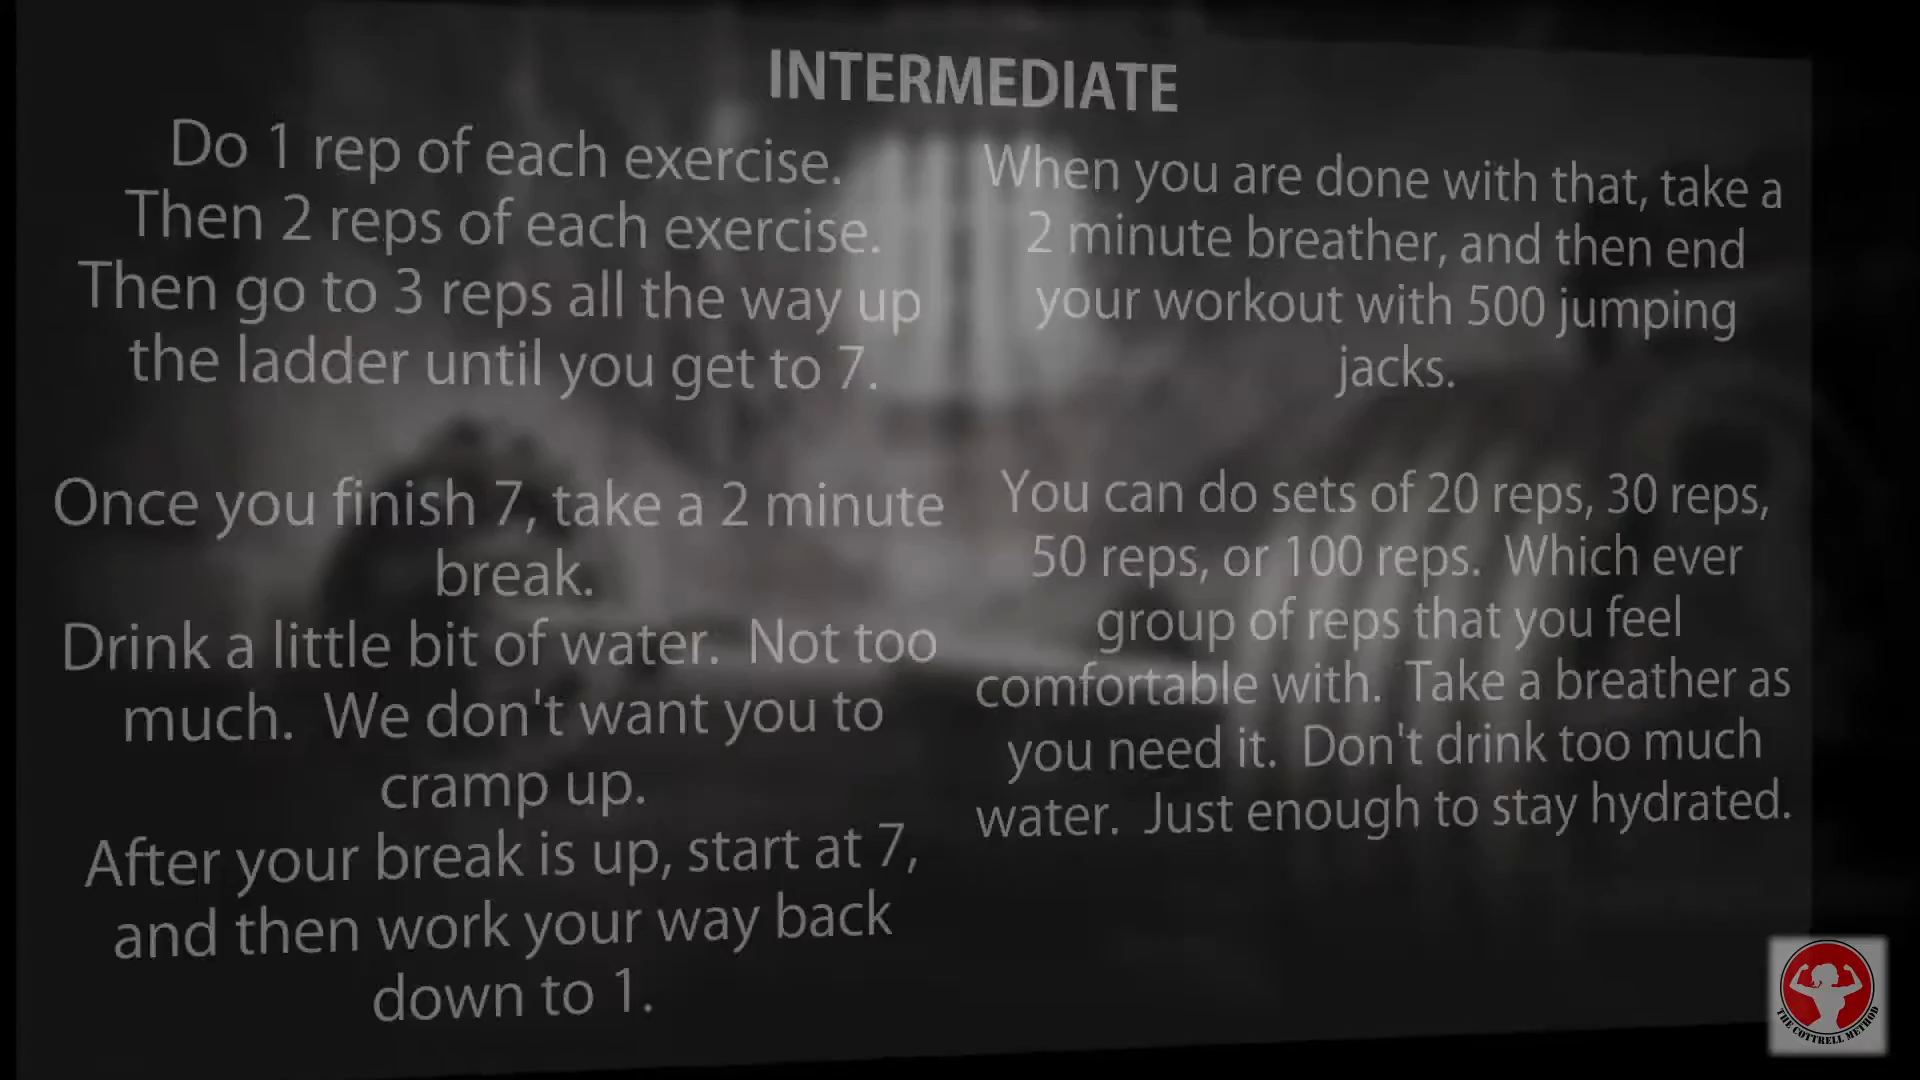 INTERMEDIATE
Do 1 rep of each exercise.
Then 2 reps of each exercise.
Then go to 3 reps all the way up
the ladder until you get to 7.
Once you finish 7, take a 2 minute
break.
Drink a little bit of water.  Not too
much.  We don't want you to
cramp up.
After your break is up, start at 7,
and then work your way back
down to 1.
When you are done with that, take a
2 minute breather, and then end
your workout with 500 jumping
jacks.
You can do sets of 20 reps, 30 reps,
50 reps, or 100 reps.  Which ever
group of reps that you feel
comfortable with.  Take a breather as
you need it.  Don't drink too much
water.  Just enough to stay hydrated.
THE COTTRELL METHOD